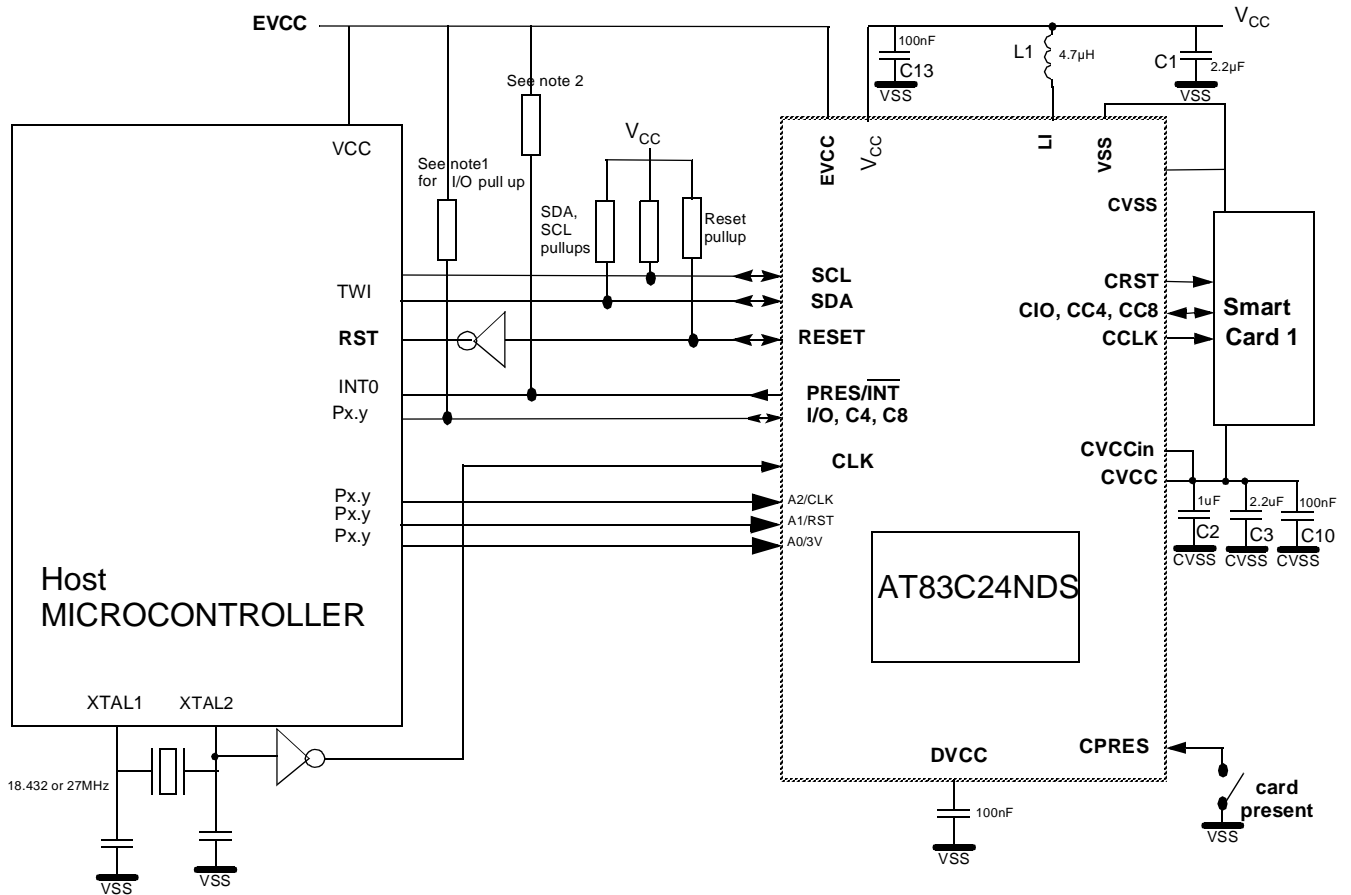 EVCC
V_CC
100nF
C13
VSS
L1
4.7µH
C1
2.2µF
VSS
See note 2
VCC
See note1
for I/O pull up
V_CC
SDA,
SCL
pullups
Reset
pullup
EVCC
V_CC
LI
VSS
CVSS
TWI
RST
INT0
Px.y
SCL
SDA
RESET
PRES/INT
I/O, C4, C8
CLK
CRST
CIO, CC4, CC8
CCLK
Smart
Card 1
CVCCin
CVCC
Px.y
Px.y
Px.y
A2/CLK
A1/RST
A0/3V
1uF
C2
CVSS
2.2uF
C3
CVSS
100nF
C10
CVSS
Host
MICROCONTROLLER
AT83C24NDS
XTAL1
XTAL2
18.432 or 27MHz
VSS
VSS
DVCC
100nF
VSS
CPRES
card
present
VSS